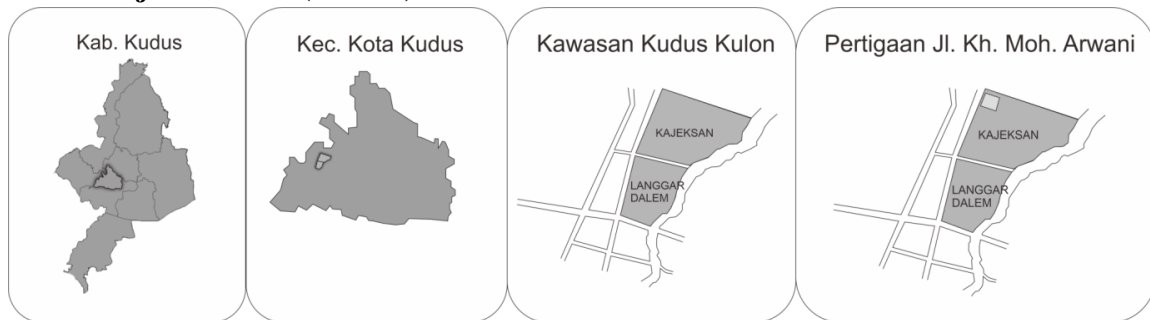 Kab. Kudus
Kec. Kota Kudus
Kawasan Kudus Kulon
KAJEKSAN
LANGGAR
DALEM
Pertigaan Jl. Kh. Moh. Arwani
KAJEKSAN
LANGGAR
DALEM